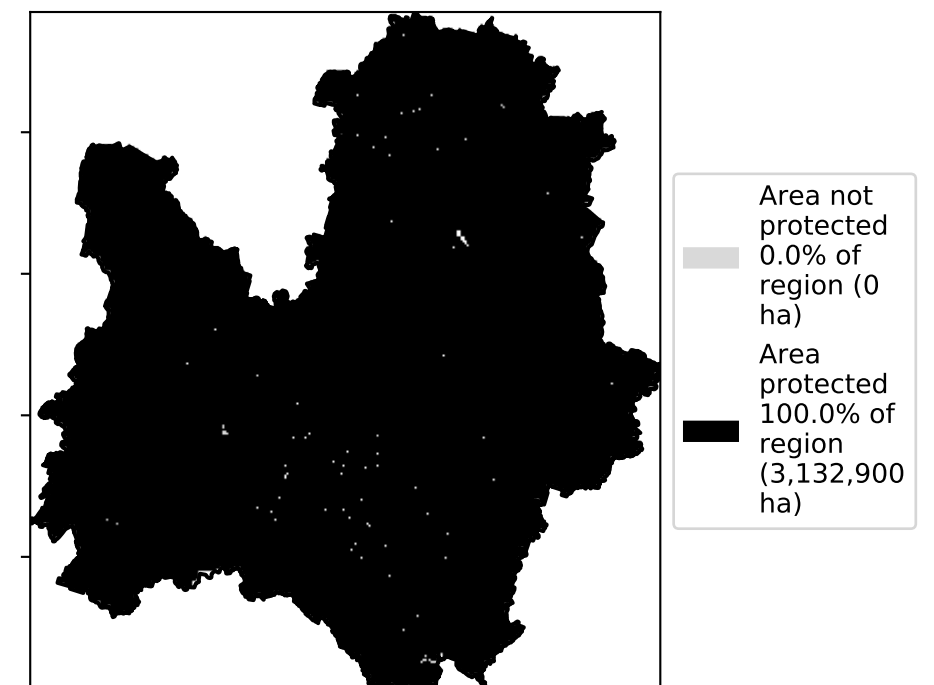 Area not
protected
0.0% of
region (0
ha)
Area
protected
100.0% of
region
(3,132,900
ha)